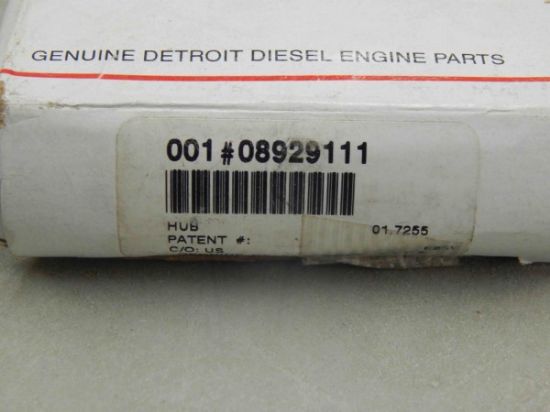 GENUINE DETROIT DIESEL ENGINE PARTS
001#08929111
HUB 01.7255
PATENT #:
C/O: US